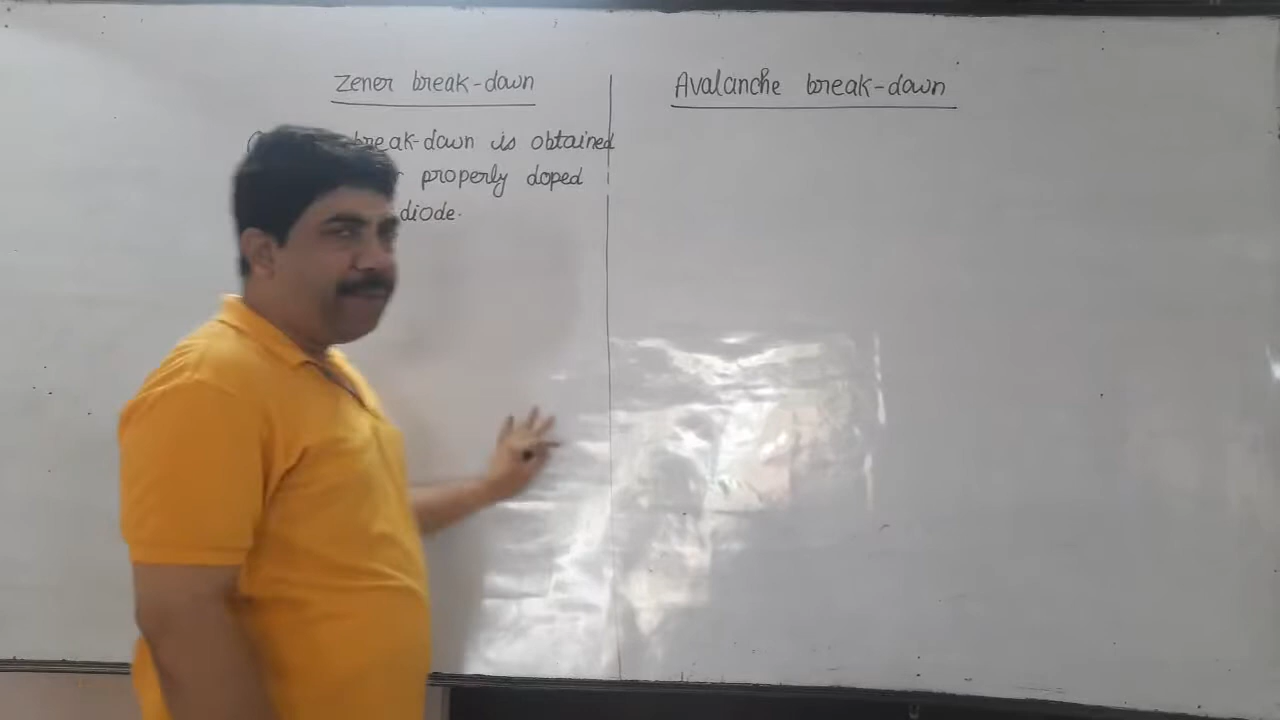 Zener break-down
Avalanche break-down
break-down is obtained
properly doped
diode.